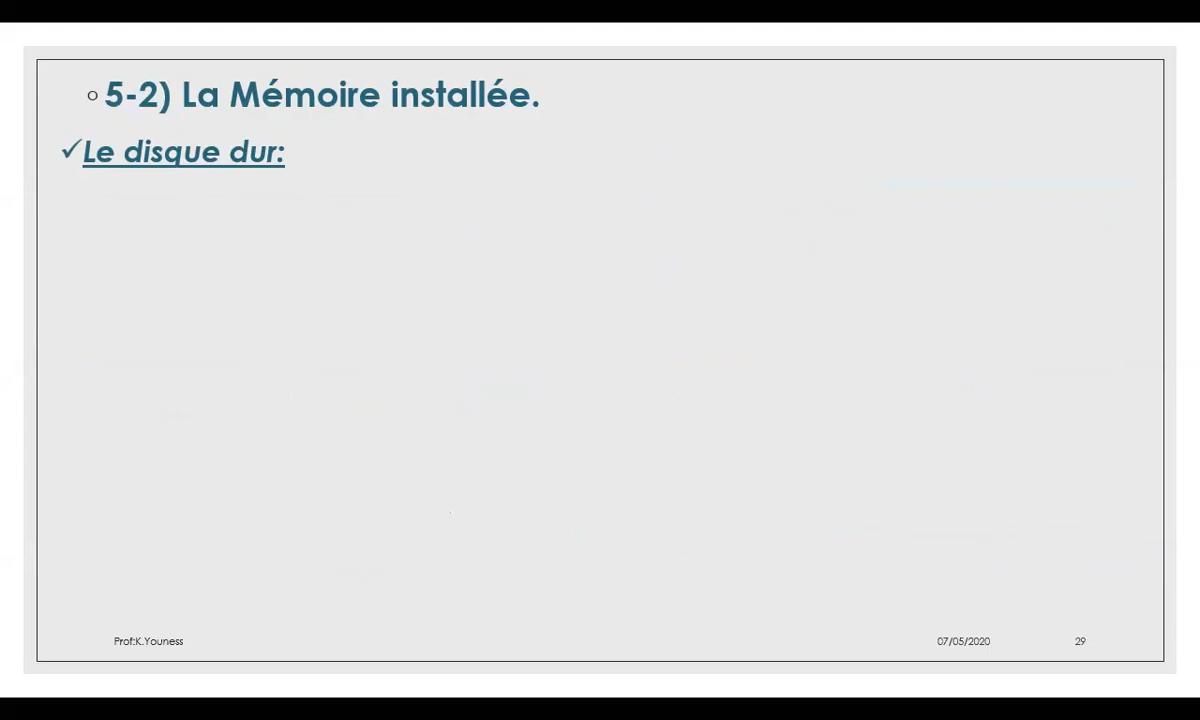 5-2) La Mémoire installée.
Le disque dur:
Prof:K.Youness 07/05/2020 29